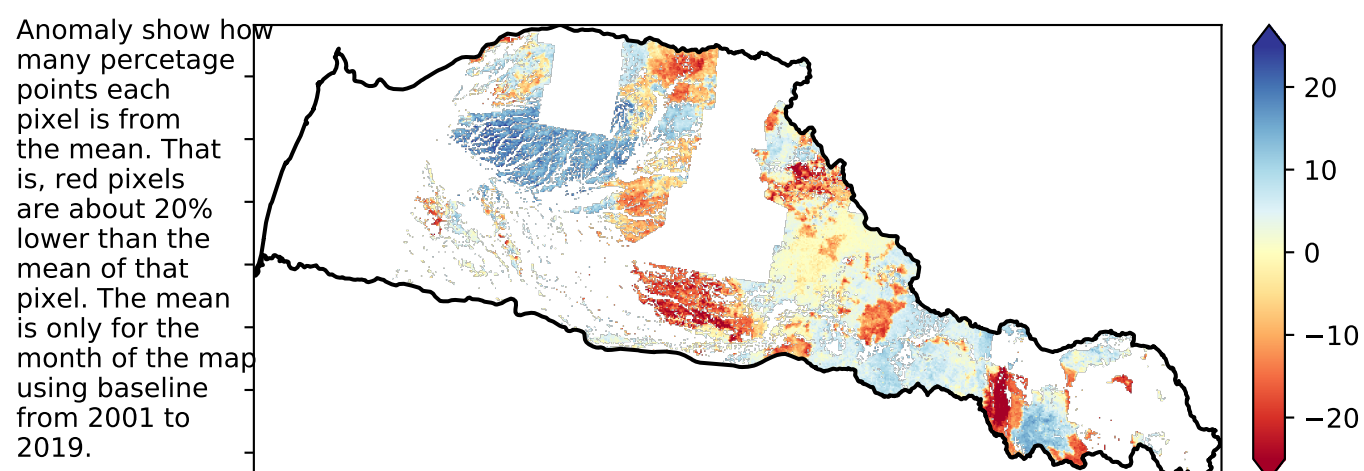 Anomaly show how
many percetage
points each
pixel is from
the mean. That
is, red pixels
are about 20%
lower than the
mean of that
pixel. The mean
is only for the
month of the map
using baseline
from 2001 to
2019.
20
10
0
−10
−20